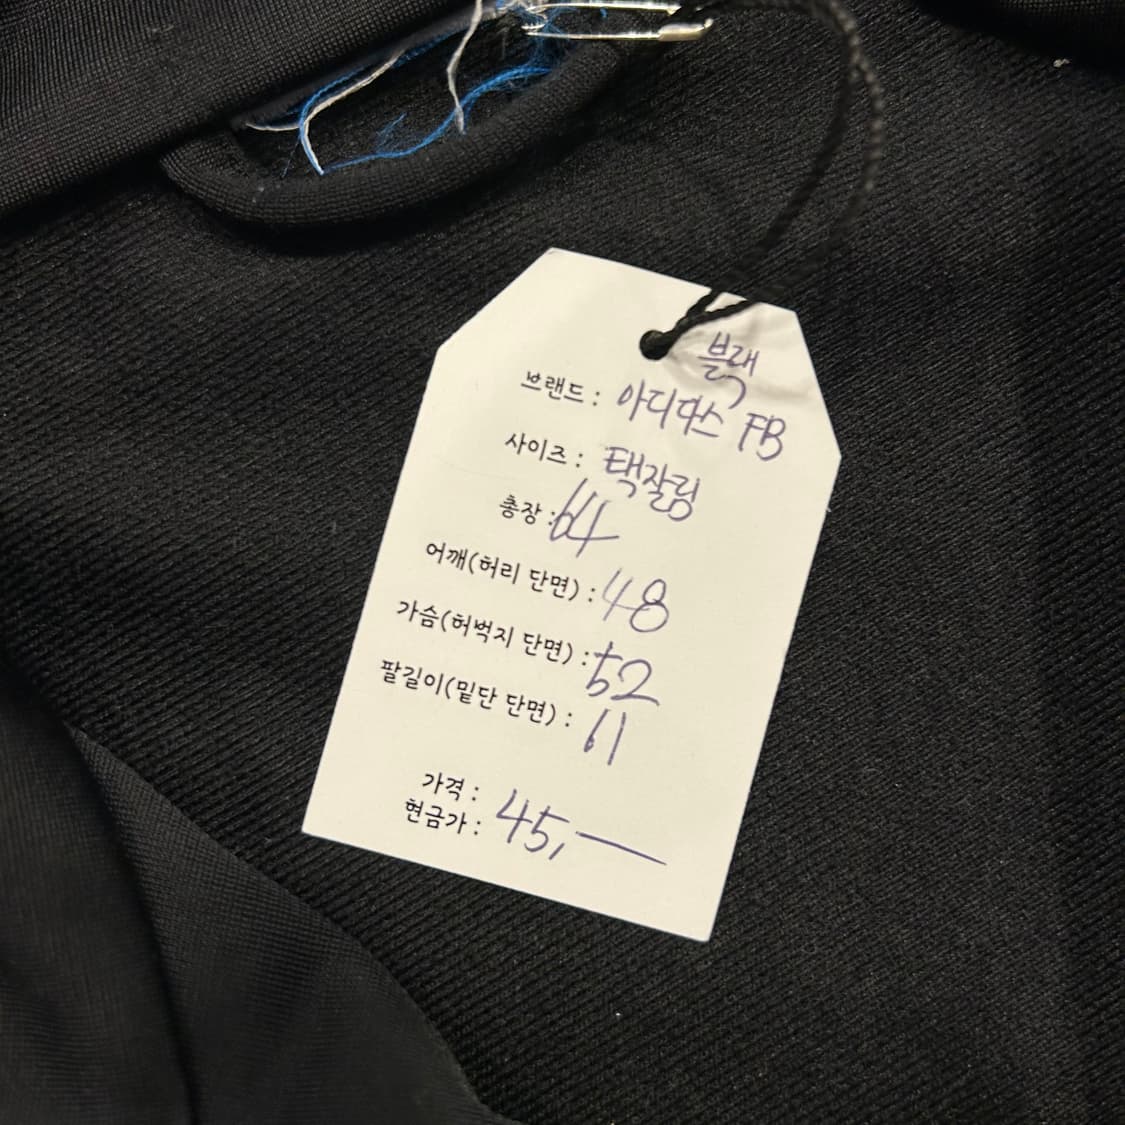 블랙
브랜드 : 아디다스 FB
사이즈 : 택잘림
총장 : 64
어깨(허리 단면) : 48
가슴(허벅지 단면) : 52
팔길이(밑단 단면) : 61
가격 :
현금가 : 45,—